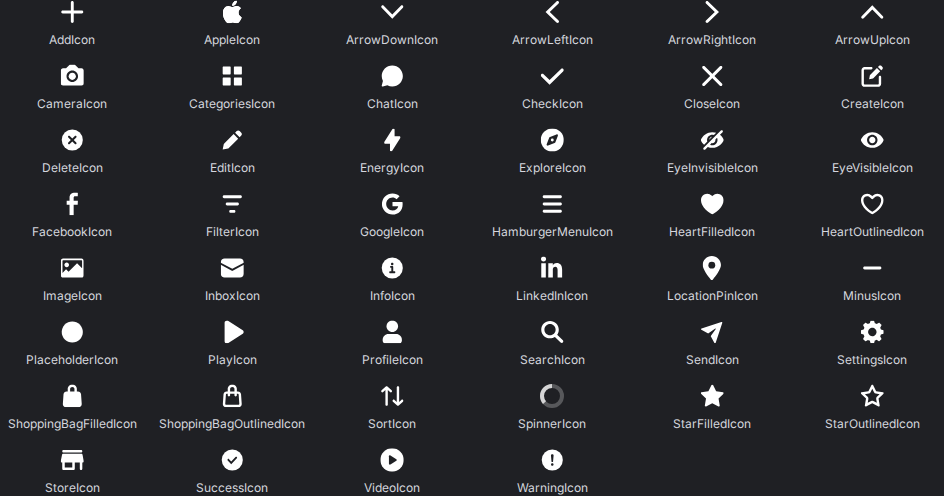 AddIcon AppleIcon ArrowDownIcon ArrowLeftIcon ArrowRightIcon ArrowUpIcon
CameraIcon CategoriesIcon ChatIcon CheckIcon CloseIcon CreateIcon
DeleteIcon EditIcon EnergyIcon ExploreIcon EyeInvisibleIcon EyeVisibleIcon
FacebookIcon FilterIcon GoogleIcon HamburgerMenuIcon HeartFilledIcon HeartOutlinedIcon
ImageIcon InboxIcon InfoIcon LinkedInIcon LocationPinIcon MinusIcon
PlaceholderIcon PlayIcon ProfileIcon SearchIcon SendIcon SettingsIcon
ShoppingBagFilledIcon ShoppingBagOutlinedIcon SortIcon SpinnerIcon StarFilledIcon StarOutlinedIcon
StoreIcon SuccessIcon VideoIcon WarningIcon